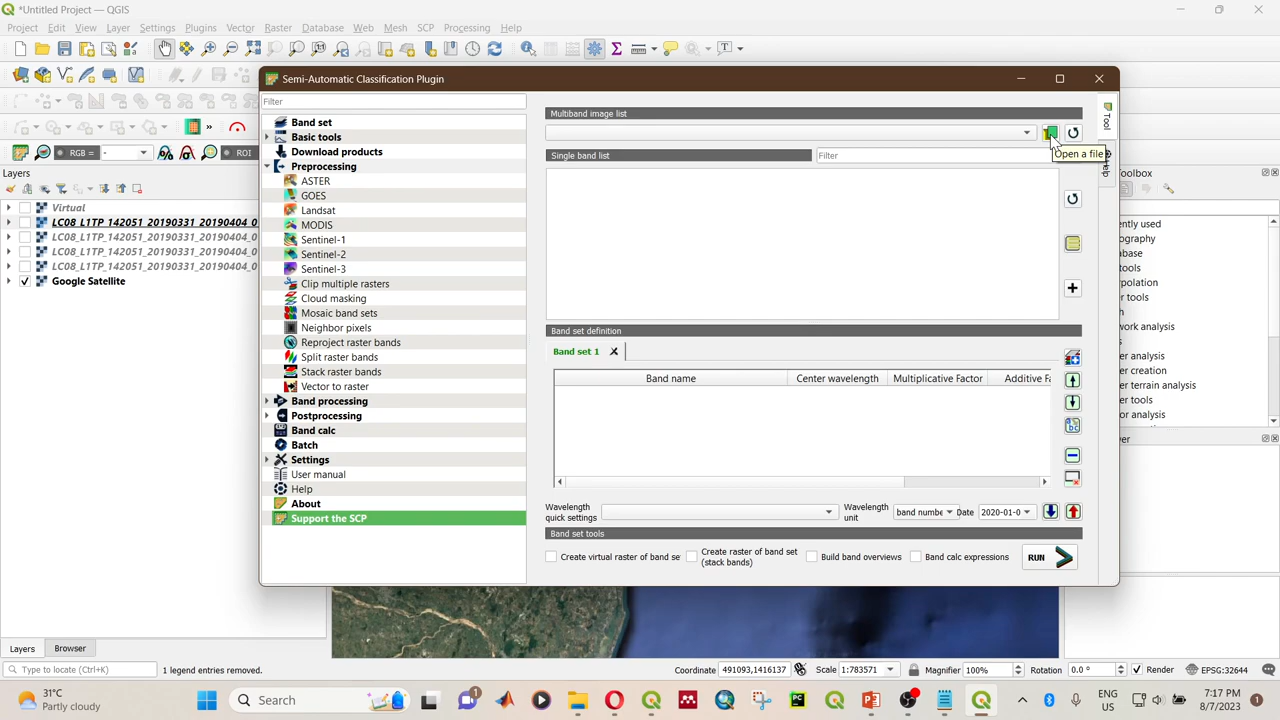 *Untitled Project — QGIS
Project Edit View Layer Settings Plugins Vector Raster Database Web Mesh SCP Processing Help
Semi-Automatic Classification Plugin
Filter
Multiband image list
Band set
Basic tools
Download products
Preprocessing
ASTER
GOES
Landsat
MODIS
Sentinel-1
Sentinel-2
Sentinel-3
Clip multiple rasters
Cloud masking
Mosaic band sets
Neighbor pixels
Reproject raster bands
Split raster bands
Stack raster bands
Vector to raster
Band processing
Postprocessing
Band calc
Batch
Settings
User manual
Help
About
Support the SCP
Tool
Open a file
Single band list Filter
Band set definition
Band set 1
Band name Center wavelength Multiplicative Factor Additive Fa
Wavelength quick settings Wavelength unit band numbe Date 2020-01-0
Band set tools
Create virtual raster of band se Create raster of band set (stack bands) Build band overviews Band calc expressions RUN
RGB = - ROI
Layers
Virtual
LC08_L1TP_142051_20190331_20190404_0
LC08_L1TP_142051_20190331_20190404_0
LC08_L1TP_142051_20190331_20190404_0
LC08_L1TP_142051_20190331_20190404_0
Google Satellite
Toolbox
ently used
ography
base
tools
polation
er tools
work analysis
er analysis
er creation
er terrain analysis
er tools
or analysis
Layers Browser
Type to locate (Ctrl+K) 1 legend entries removed. Coordinate 491093,1416137 Scale 1:783571 Magnifier 100% Rotation 0.0 ° Render EPSG:32644
31°C
Partly cloudy
Search
ENG
US
7:17 PM
8/7/2023